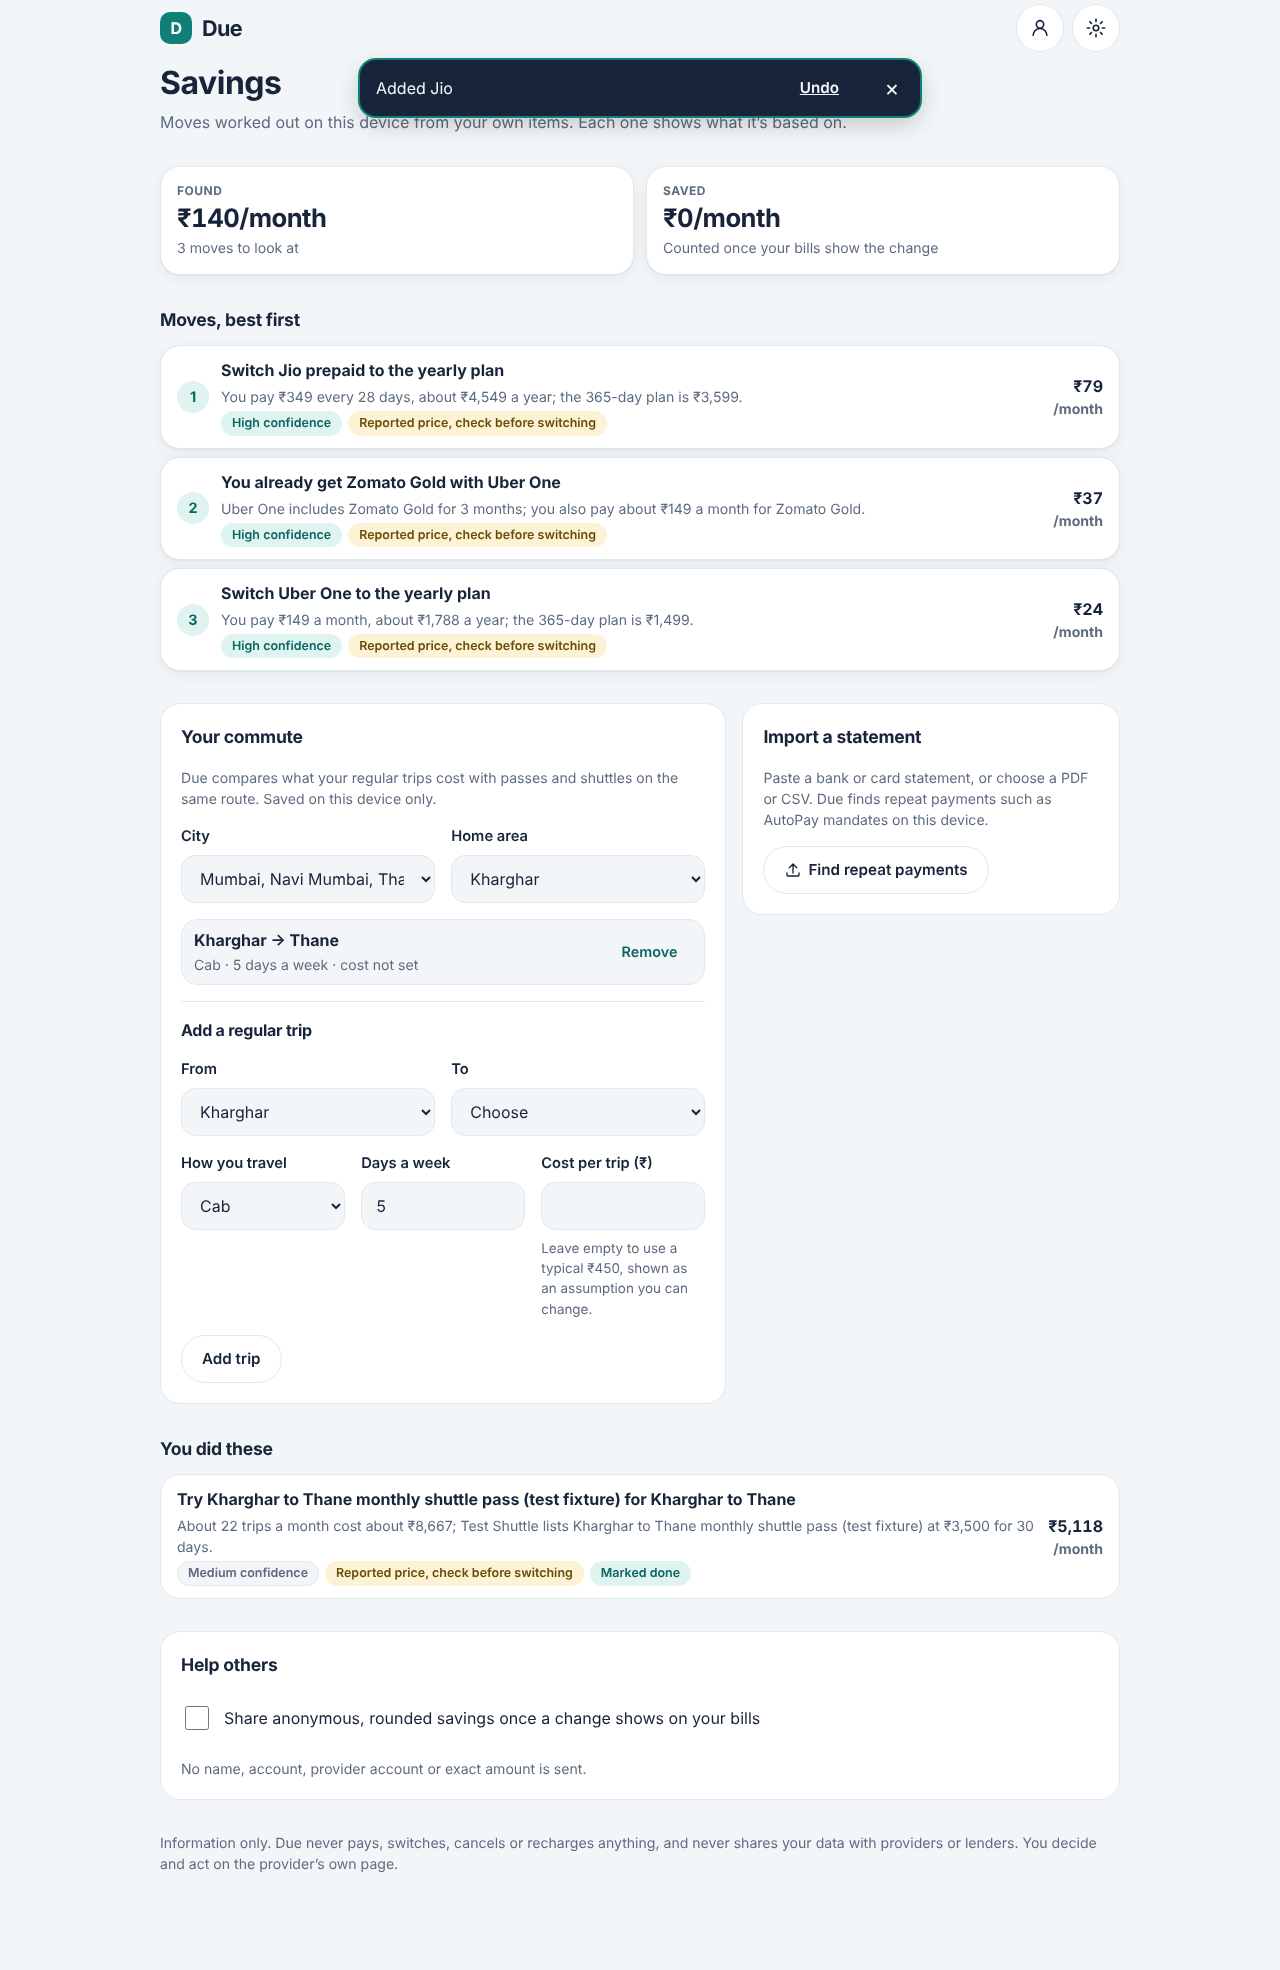 D Due
Added Jio Undo ×
Savings
Moves worked out on this device from your own items. Each one shows what it’s based on.
FOUND
₹140/month
3 moves to look at
SAVED
₹0/month
Counted once your bills show the change
Moves, best first
1
Switch Jio prepaid to the yearly plan
You pay ₹349 every 28 days, about ₹4,549 a year; the 365-day plan is ₹3,599.
High confidence Reported price, check before switching
₹79
/month
2
You already get Zomato Gold with Uber One
Uber One includes Zomato Gold for 3 months; you also pay about ₹149 a month for Zomato Gold.
High confidence Reported price, check before switching
₹37
/month
3
Switch Uber One to the yearly plan
You pay ₹149 a month, about ₹1,788 a year; the 365-day plan is ₹1,499.
High confidence Reported price, check before switching
₹24
/month
Your commute
Due compares what your regular trips cost with passes and shuttles on the
same route. Saved on this device only.
City Home area
Mumbai, Navi Mumbai, Tha Kharghar
Kharghar → Thane
Cab · 5 days a week · cost not set
Remove
Add a regular trip
From To
Kharghar Choose
How you travel Days a week Cost per trip (₹)
Cab 5
Leave empty to use a
typical ₹450, shown as
an assumption you can
change.
Add trip
Import a statement
Paste a bank or card statement, or choose a PDF
or CSV. Due finds repeat payments such as
AutoPay mandates on this device.
Find repeat payments
You did these
Try Kharghar to Thane monthly shuttle pass (test fixture) for Kharghar to Thane
About 22 trips a month cost about ₹8,667; Test Shuttle lists Kharghar to Thane monthly shuttle pass (test fixture) at ₹3,500 for 30
days.
Medium confidence Reported price, check before switching Marked done
₹5,118
/month
Help others
Share anonymous, rounded savings once a change shows on your bills
No name, account, provider account or exact amount is sent.
Information only. Due never pays, switches, cancels or recharges anything, and never shares your data with providers or lenders. You decide
and act on the provider’s own page.